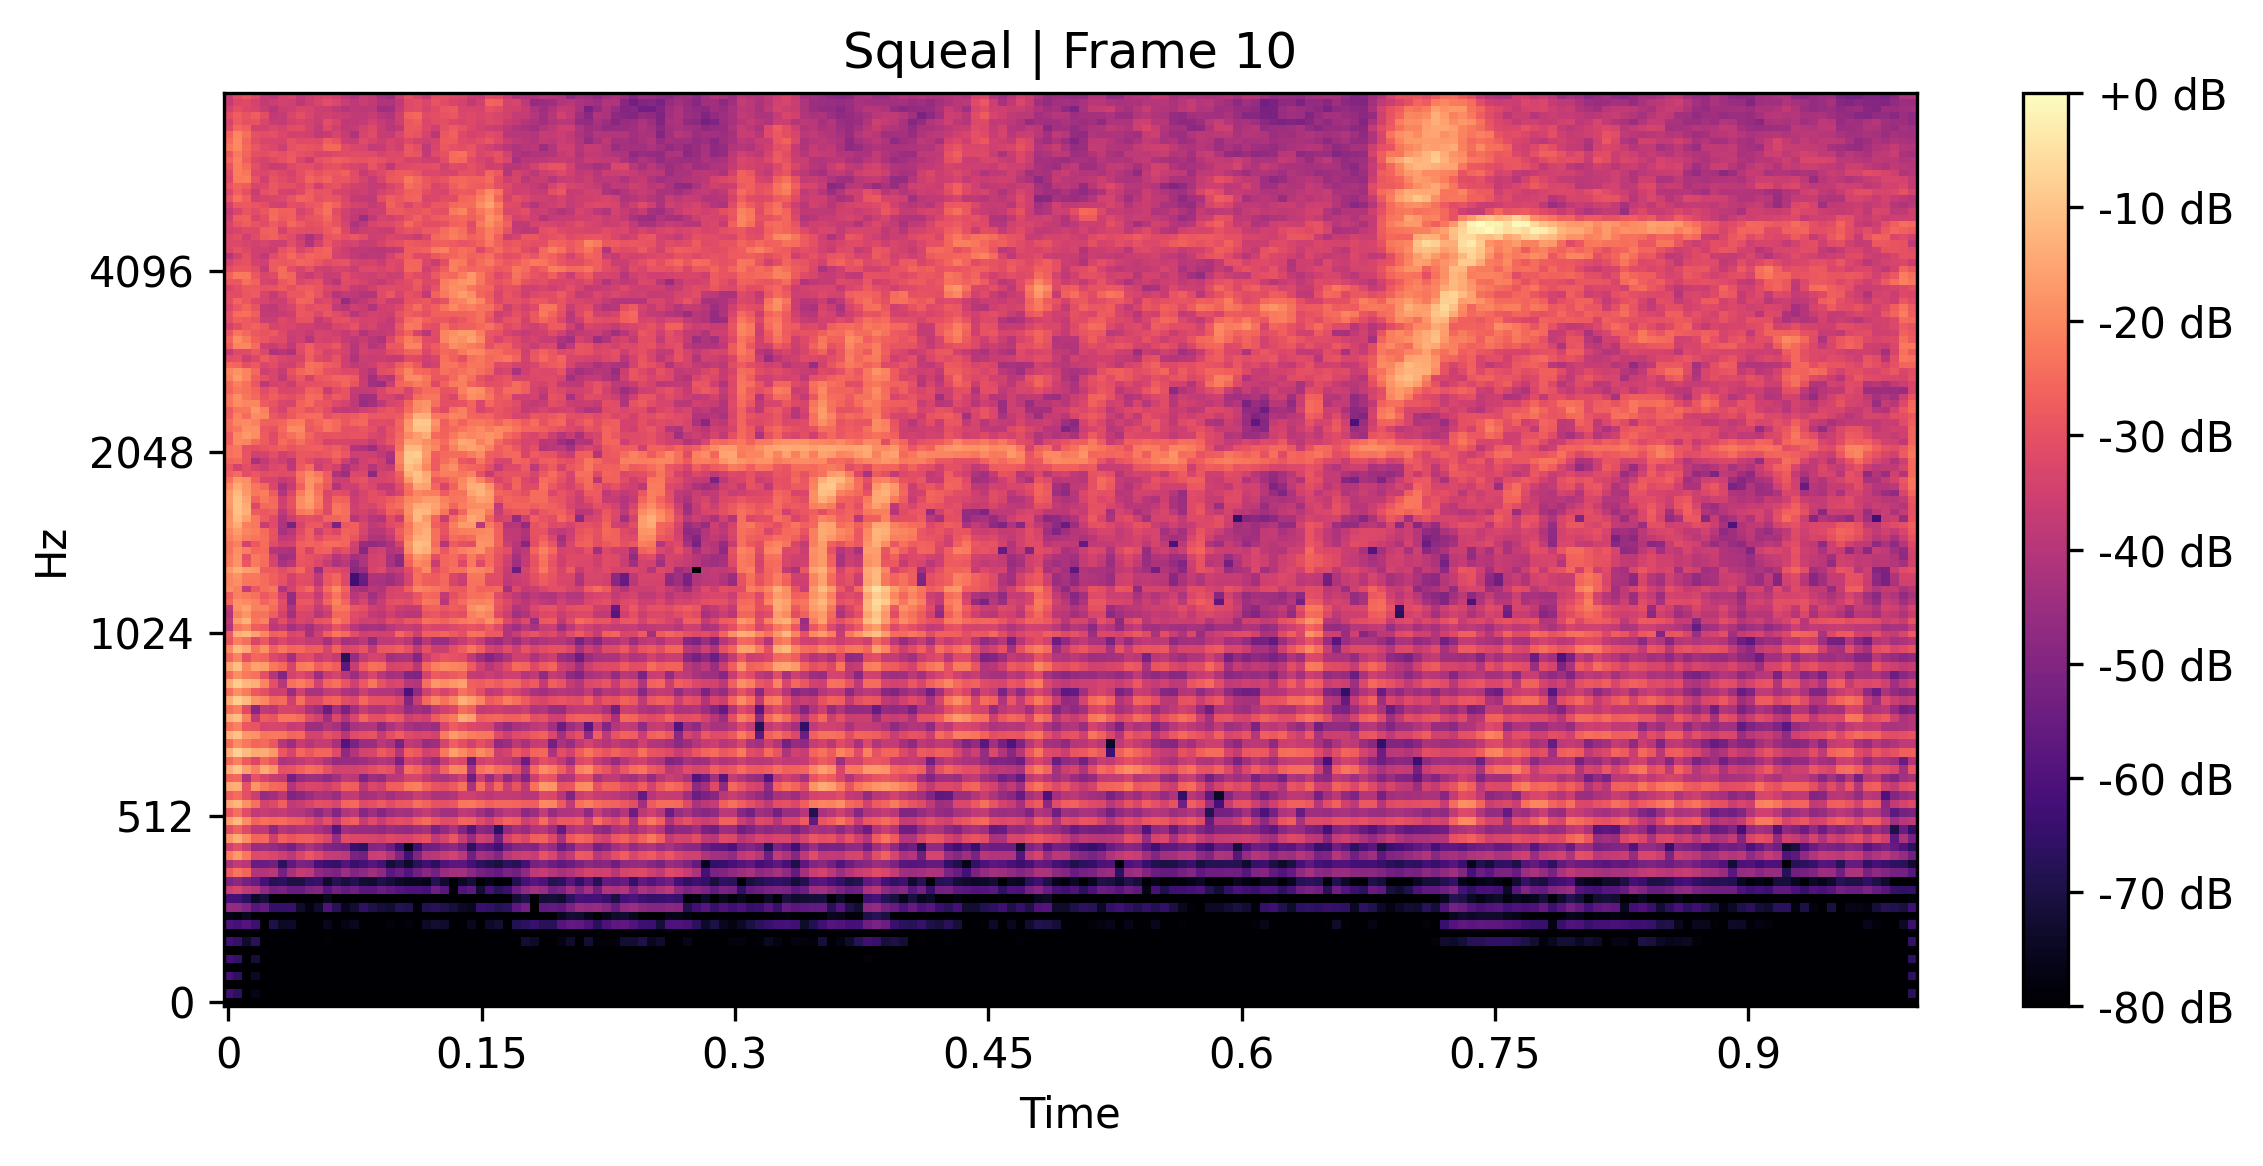 Squeal | Frame 10
+0 dB
-10 dB
-20 dB
-30 dB
-40 dB
-50 dB
-60 dB
-70 dB
-80 dB
Hz
4096
2048
1024
512
0
0 0.15 0.3 0.45 0.6 0.75 0.9
Time